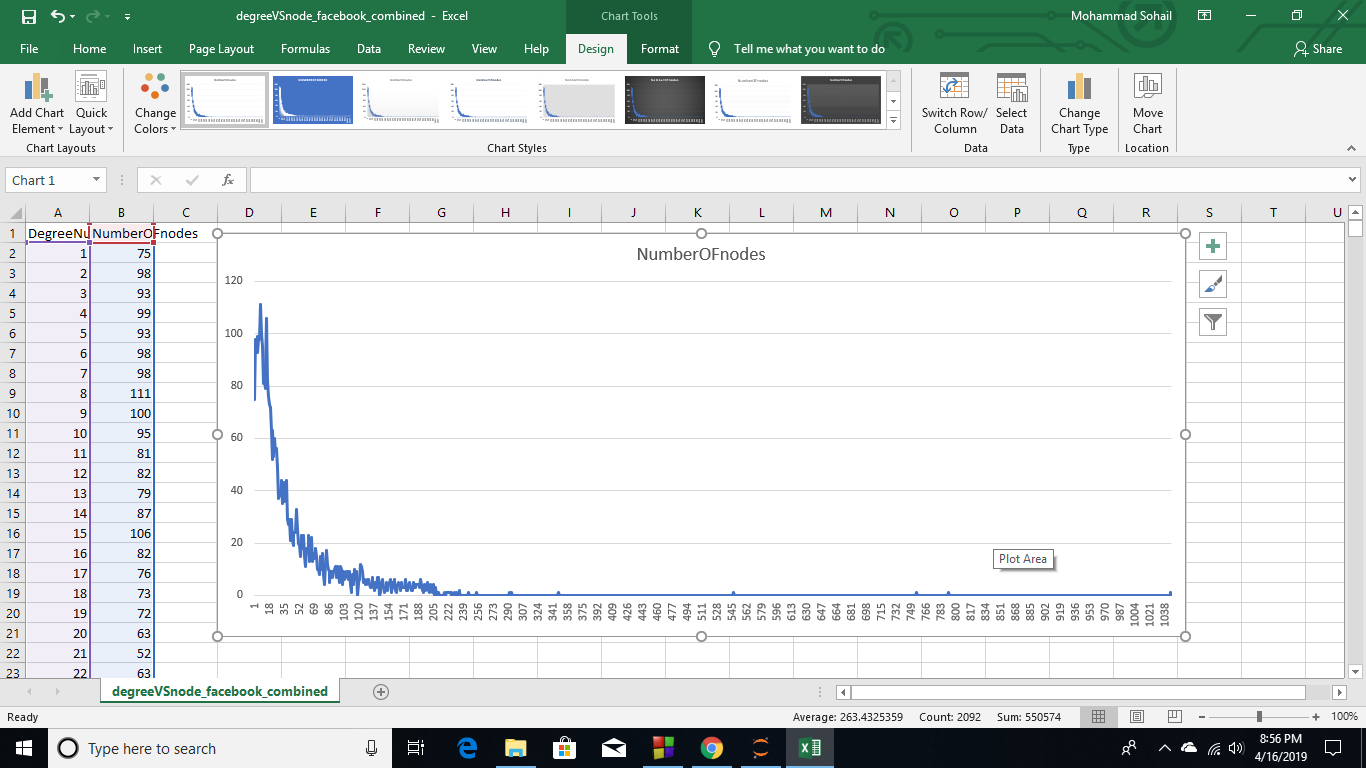 degreeVSnode_facebook_combined - Excel
Chart Tools
Mohammad Sohail
File Home Insert Page Layout Formulas Data Review View Help Design Format Tell me what you want to do Share
Add Chart Element
Quick Layout
Change Colors
Switch Row/ Column
Select Data
Change Chart Type
Move Chart
Chart Layouts Chart Styles Data Type Location
Chart 1
fx
A B C D E F G H I J K L M N O P Q R S T U
1 DegreeNu NumberOFnodes
2 1 75
3 2 98
4 3 93
5 4 99
6 5 93
7 6 98
8 7 98
9 8 111
10 9 100
11 10 95
12 11 81
13 12 82
14 13 79
15 14 87
16 15 106
17 16 82
18 17 76
19 18 73
20 19 72
21 20 63
22 21 52
23 22 63
NumberOFnodes
120
100
80
60
40
20
0
1 18 35 52 69 86 103 120 137 154 171 188 205 222 239 256 273 290 307 324 341 358 375 392 409 426 443 460 477 494 511 528 545 562 579 596 613 630 647 664 681 698 715 732 749 766 783 800 817 834 851 868 885 902 919 936 953 970 987 1004 1021 1038
Plot Area
degreeVSnode_facebook_combined
Ready
Average: 263.4325359 Count: 2092 Sum: 550574
100%
Type here to search
8:56 PM
4/16/2019